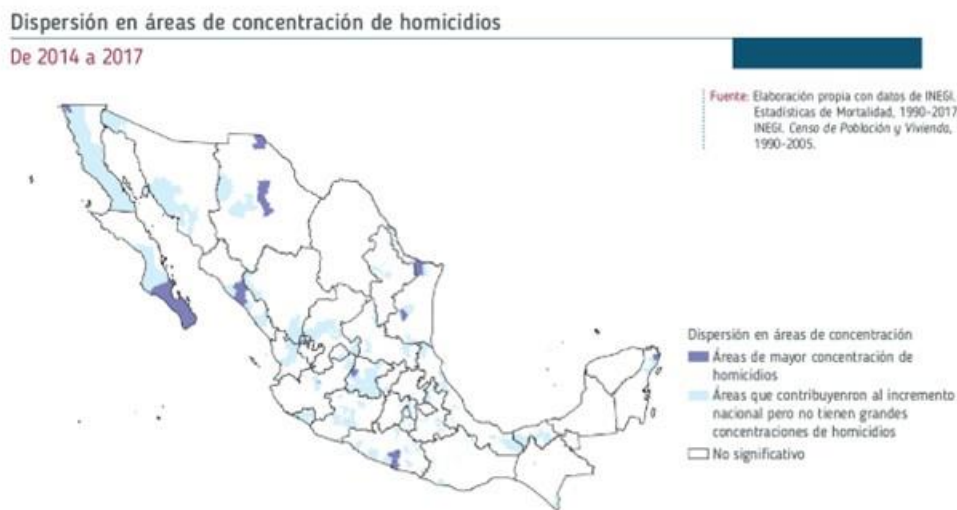 Dispersión en áreas de concentración de homicidios
De 2014 a 2017
Fuente: Elaboración propia con datos de INEGI.
Estadísticas de Mortalidad, 1990-2017
INEGI. Censo de Población y Vivienda,
1990-2005.
Dispersión en áreas de concentración
Áreas de mayor concentración de
homicidios
Áreas que contribuyenron al incremento
nacional pero no tienen grandes
concentraciones de homicidios
No significativo